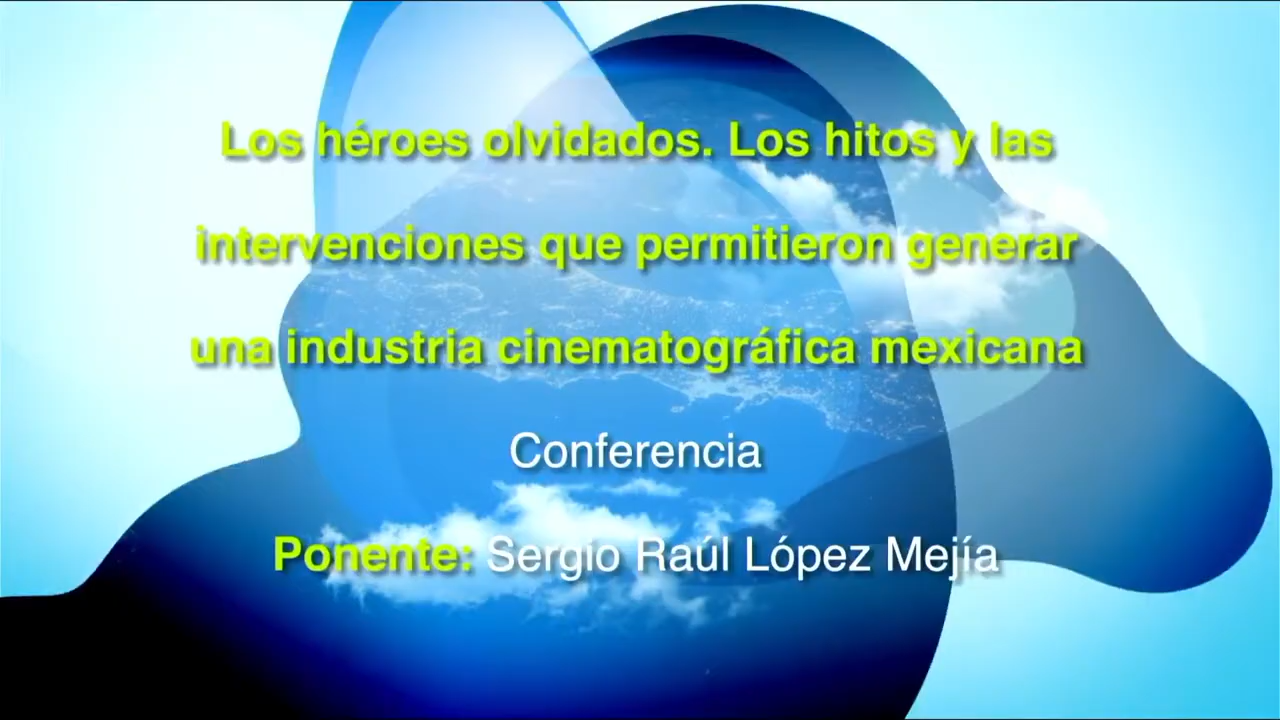 Los héroes olvidados. Los hitos y las
intervenciones que permitieron generar
una industria cinematográfica mexicana
Conferencia
Ponente: Sergio Raúl López Mejía